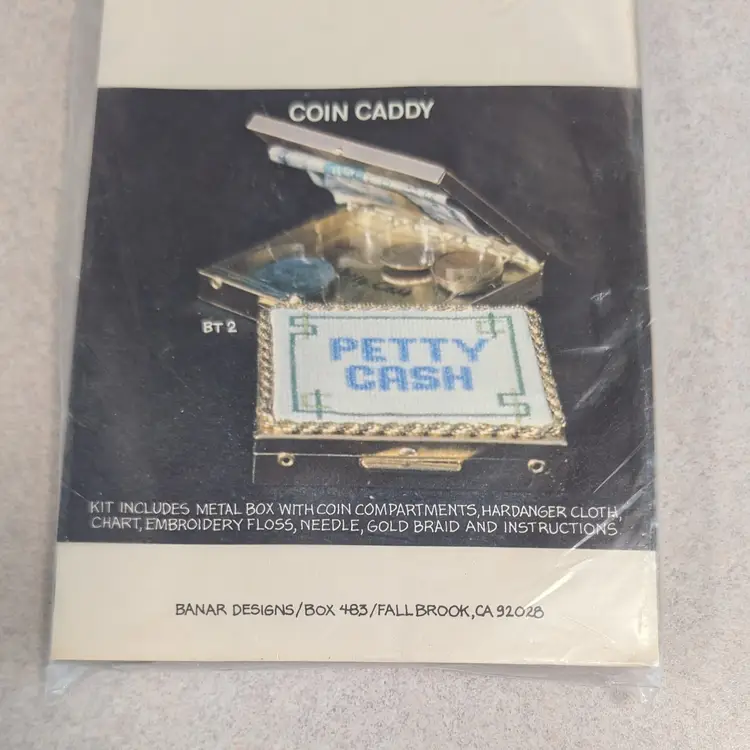 COIN CADDY
BT 2
PETTY
CASH
KIT INCLUDES METAL BOX WITH COIN COMPARTMENTS, HARDANGER CLOTH,
CHART, EMBROIDERY FLOSS, NEEDLE, GOLD BRAID AND INSTRUCTIONS.
BANAR DESIGNS/BOX 483/FALLBROOK, CA 92028